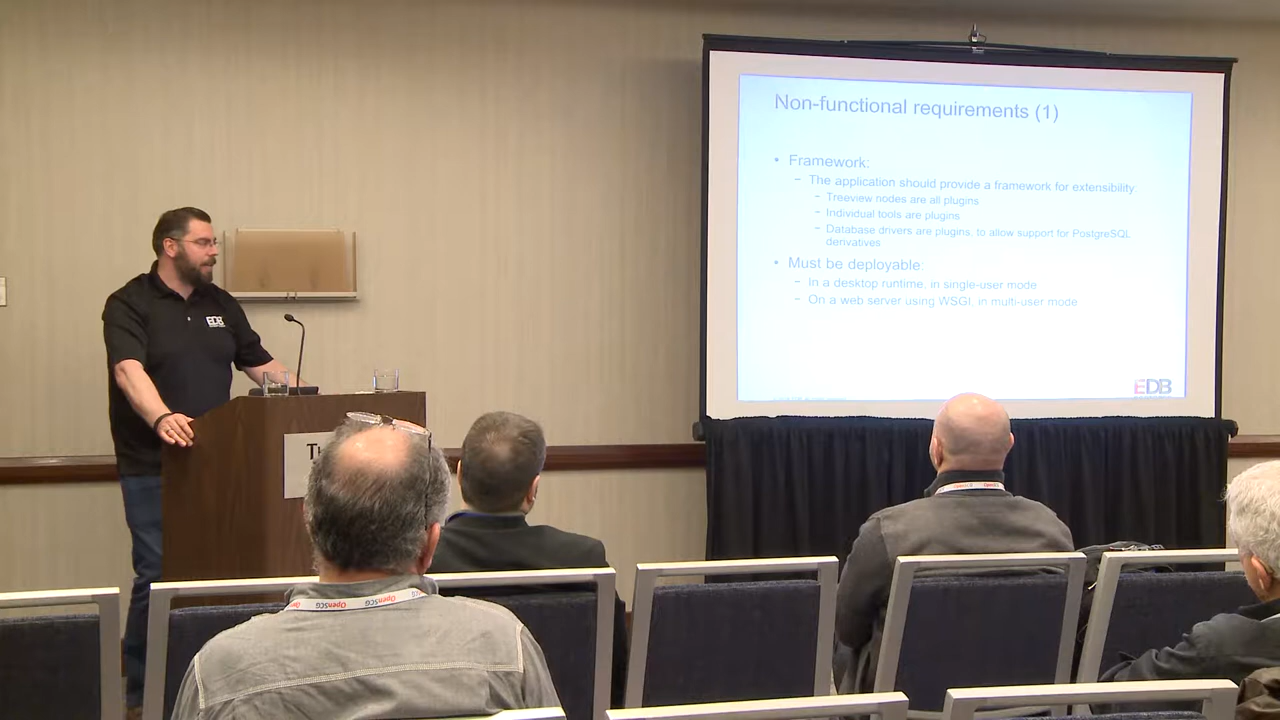 Non-functional requirements (1)
• Framework:
– The application should provide a framework for extensibility:
– Treeview nodes are all plugins
– Individual tools are plugins
– Database drivers are plugins, to allow support for PostgreSQL
derivatives
• Must be deployable:
– In a desktop runtime, in single-user mode
– On a web server using WSGI, in multi-user mode
EDB
EDB
OpenSCG
OpenSCG